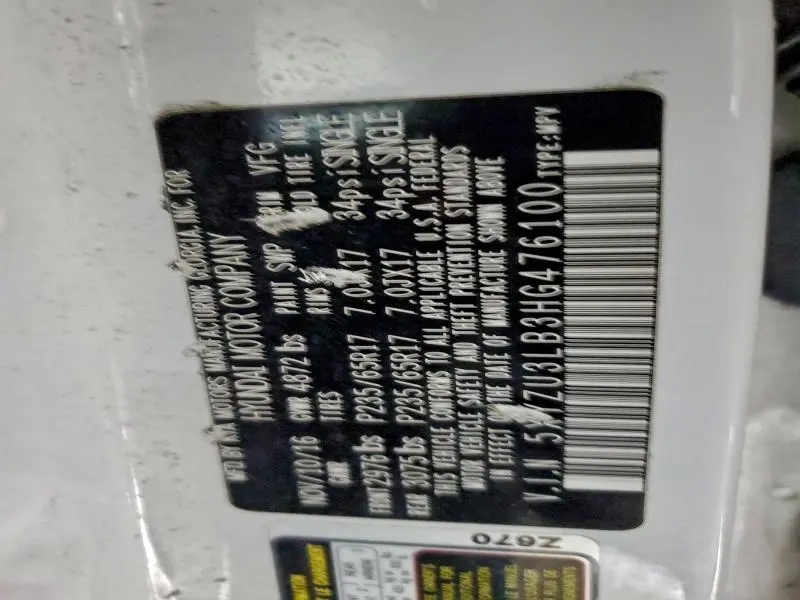 MFD BY KIA MOTORS MANUFACTURING GEORGIA INC. FOR
HYUNDAI MOTOR COMPANY
NOV/10/16 GVWR 4872 lbs PAINT SWP TRIM VFG
GAWR TIRES RIMS COLD TIRE INFL
FRONT 2976 lbs P235/65R17 7.0JX17 34psi SINGLE
REAR 3075 lbs P235/65R17 7.0JX17 34psi SINGLE
THIS VEHICLE CONFORMS TO ALL APPLICABLE U.S.A. FEDERAL
MOTOR VEHICLE SAFETY AND THEFT PREVENTION STANDARDS
IN EFFECT ON THE DATE OF MANUFACTURE SHOWN ABOVE
V.I.N 5XYZU3LB3HG476100 TYPE:MPV
Z670